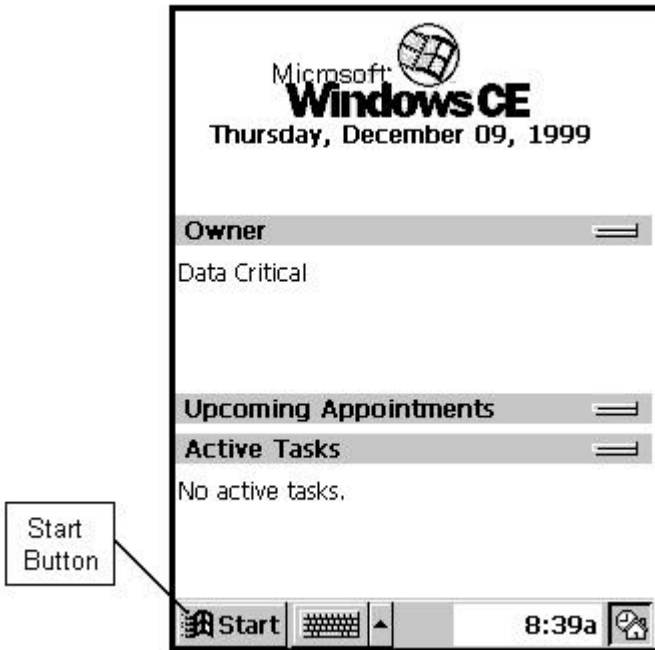 Microsoft
Windows CE
Thursday, December 09, 1999
Owner
Data Critical
Upcoming Appointments
Active Tasks
No active tasks.
Start
Button
Start
8:39a